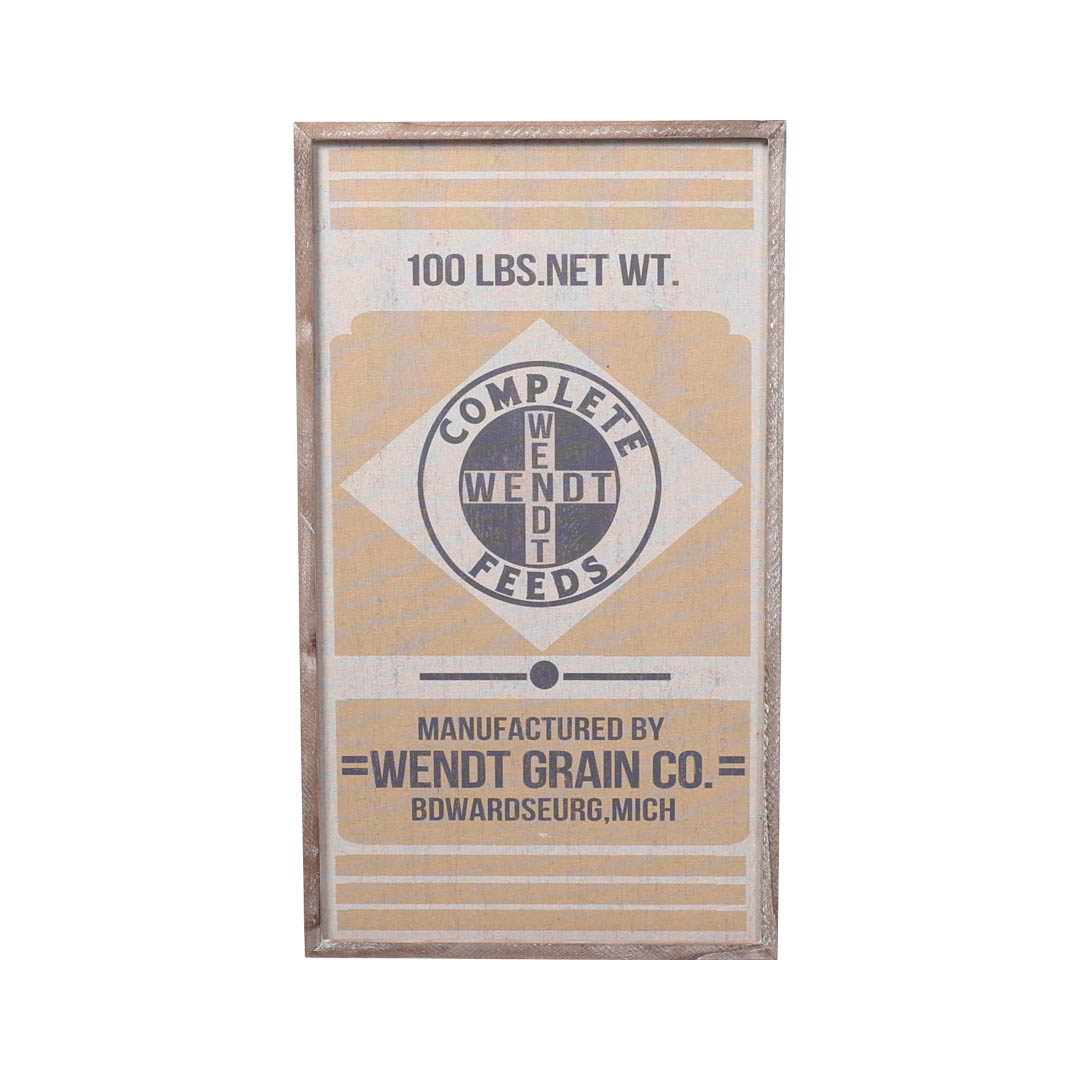 100 LBS.NET WT.
COMPLETE
WENDT
WENDT
FEEDS
MANUFACTURED BY
=WENDT GRAIN CO.=
BDWARDSEURG,MICH